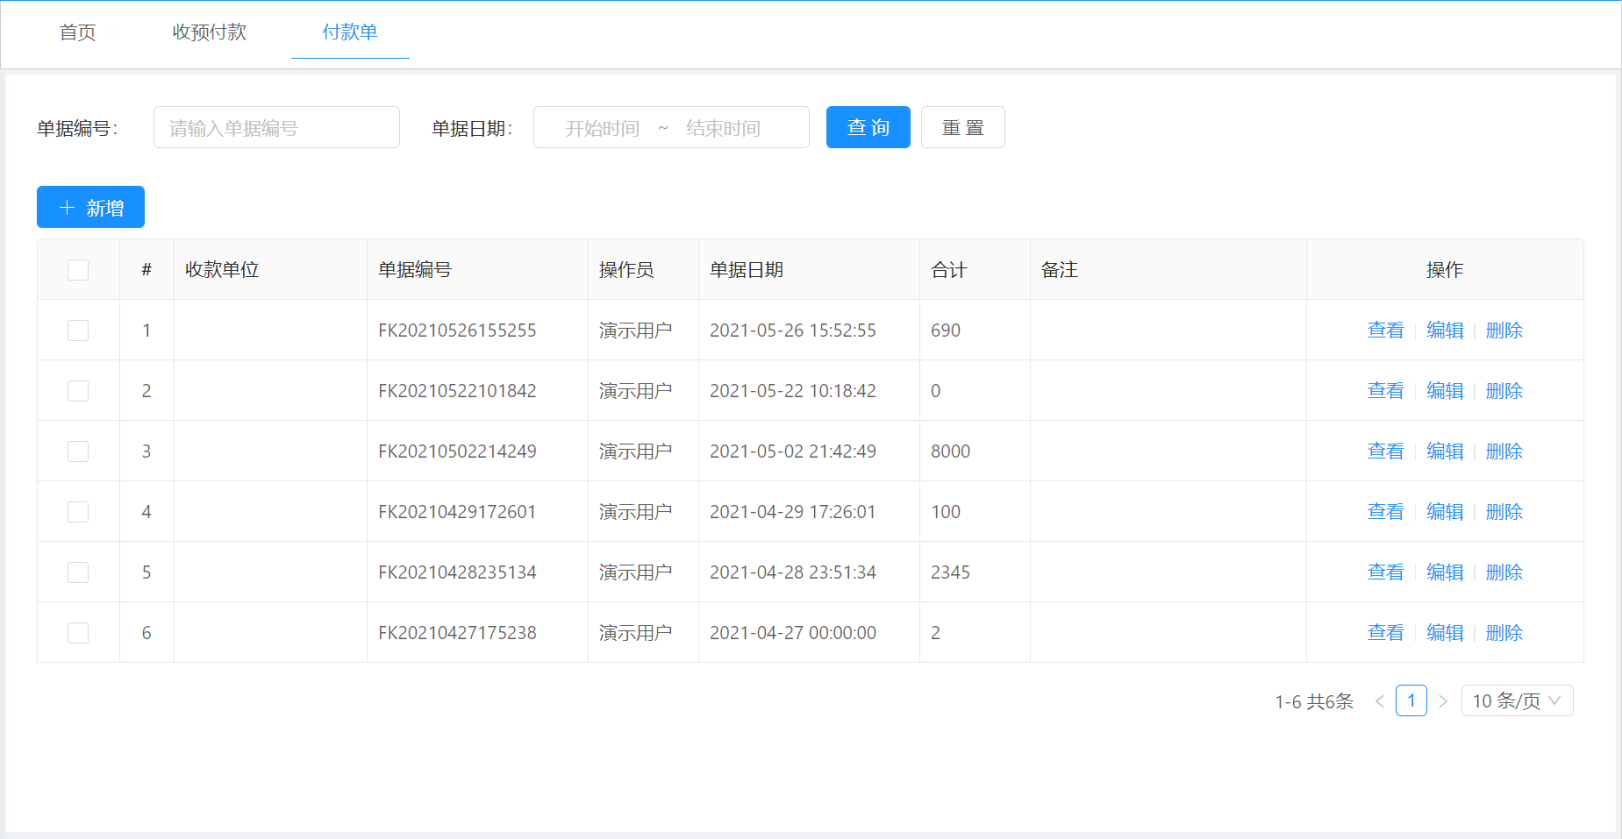 首页 收预付款 付款单
单据编号： 请输入单据编号 单据日期： 开始时间 ~ 结束时间 查 询 重 置
新增
# 收款单位 单据编号 操作员 单据日期 合计 备注 操作
1 FK20210526155255 演示用户 2021-05-26 15:52:55 690 查看 编辑 删除
2 FK20210522101842 演示用户 2021-05-22 10:18:42 0 查看 编辑 删除
3 FK20210502214249 演示用户 2021-05-02 21:42:49 8000 查看 编辑 删除
4 FK20210429172601 演示用户 2021-04-29 17:26:01 100 查看 编辑 删除
5 FK20210428235134 演示用户 2021-04-28 23:51:34 2345 查看 编辑 删除
6 FK20210427175238 演示用户 2021-04-27 00:00:00 2 查看 编辑 删除
1-6 共6条 < 1 > 10 条/页